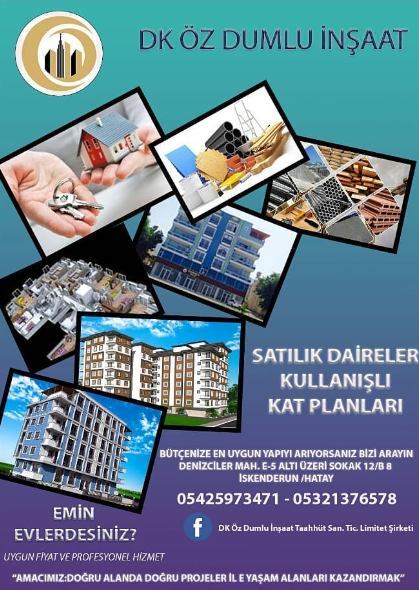 DK ÖZ DUMLU İNŞAAT
SATILIK DAİRELER
KULLANIŞLI
KAT PLANLARI
BÜTÇENİZE EN UYGUN YAPIYI ARIYORSANIZ BİZİ ARAYIN
DENİZCİLER MAH. E-5 ALTI ÜZERİ SOKAK 12/B 8
İSKENDERUN /HATAY
05425973471 - 05321376578
f DK Öz Dumlu İnşaat Taahhüt San. Tic. Limitet Şirketi
EMİN
EVLERDESİNİZ?
UYGUN FİYAT VE PROFESYONEL HİZMET
“AMACIMIZ:DOĞRU ALANDA DOĞRU PROJELER İL E YAŞAM ALANLARI KAZANDIRMAK”